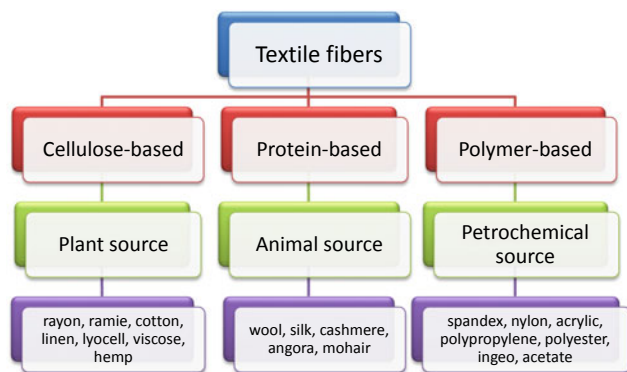 Textile fibers
Cellulose-based
Protein-based
Polymer-based
Plant source
Animal source
Petrochemical
source
rayon, ramie, cotton,
linen, lyocell, viscose,
hemp
wool, silk, cashmere,
angora, mohair
spandex, nylon, acrylic,
polypropylene, polyester,
ingeo, acetate